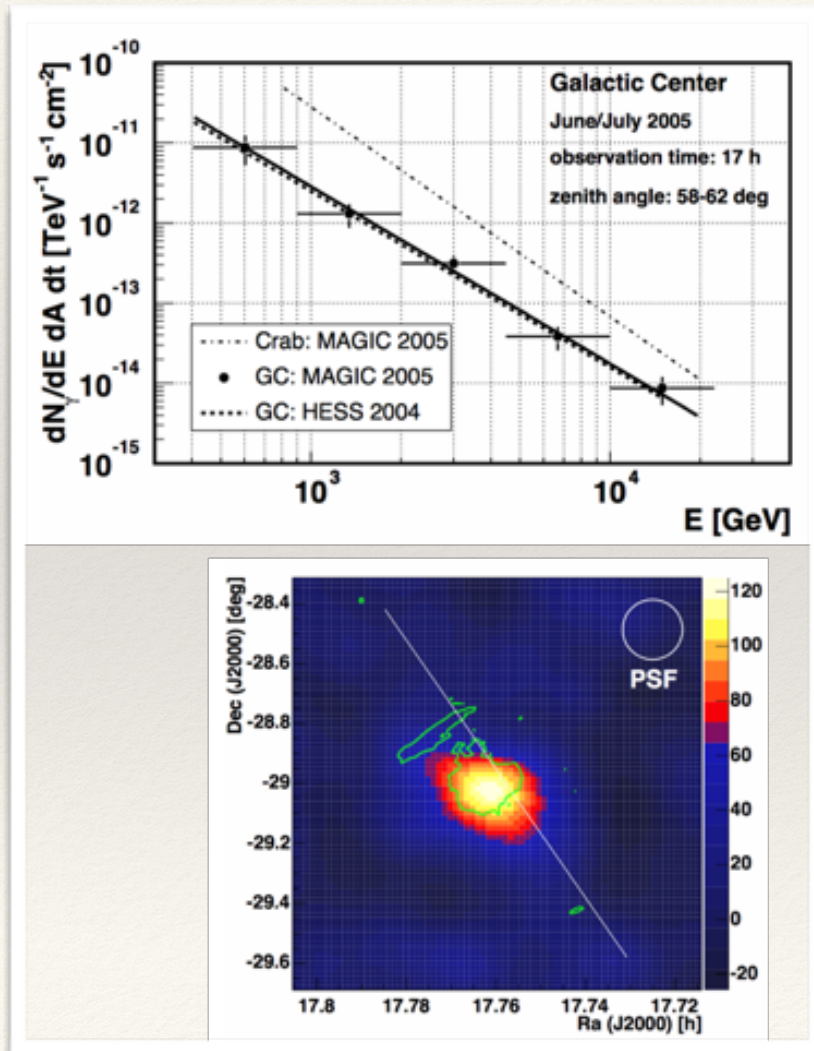 10⁻¹⁰
10⁻¹¹
10⁻¹²
10⁻¹³
10⁻¹⁴
10⁻¹⁵
dNγ/dE dA dt [TeV⁻¹ s⁻¹ cm⁻²]
Galactic Center
June/July 2005
observation time: 17 h
zenith angle: 58-62 deg
Crab: MAGIC 2005
GC: MAGIC 2005
GC: HESS 2004
10³ 10⁴
E [GeV]
Dec (J2000) [deg]
-28.4
-28.6
-28.8
-29
-29.2
-29.4
-29.6
PSF
120
100
80
60
40
20
0
-20
17.8 17.78 17.76 17.74 17.72
Ra (J2000) [h]